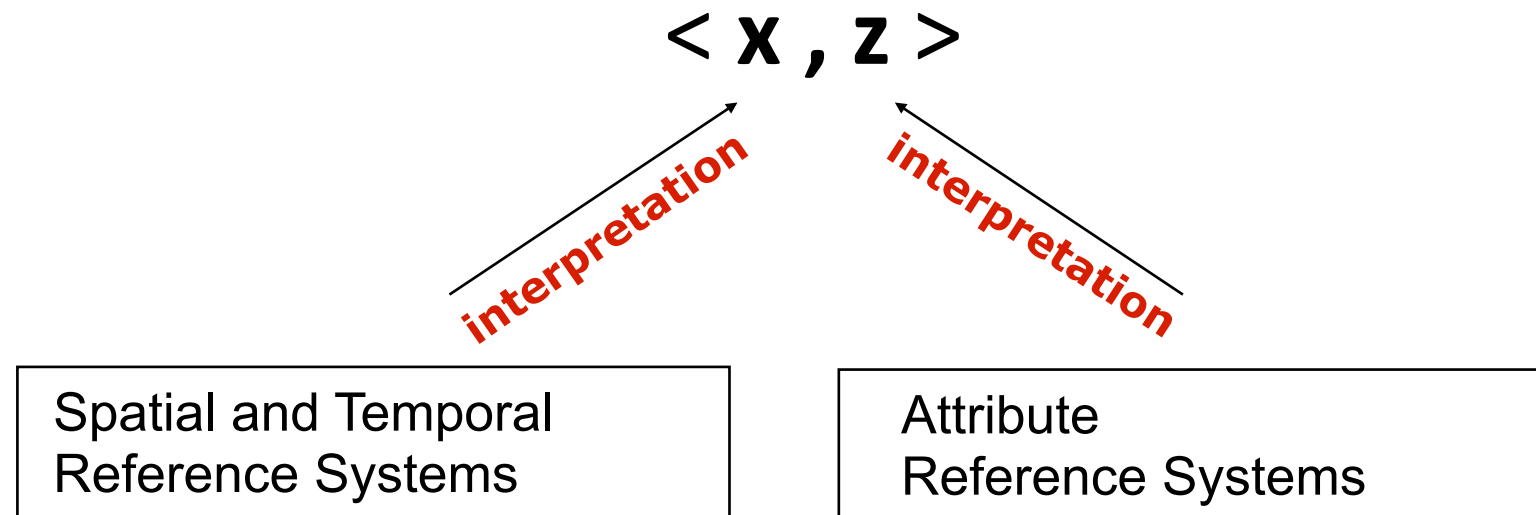 < x , z >
interpretation
interpretation
Spatial and Temporal
Reference Systems
Attribute
Reference Systems